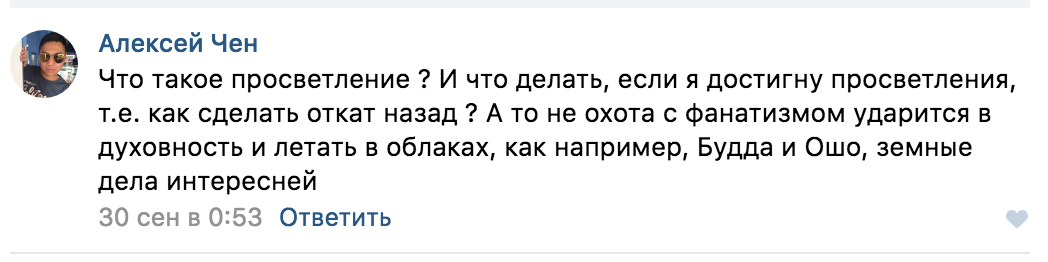 Алексей Чен
Что такое просветление ? И что делать, если я достигну просветления,
т.е. как сделать откат назад ? А то не охота с фанатизмом ударится в
духовность и летать в облаках, как например, Будда и Ошо, земные
дела интересней
30 сен в 0:53 Ответить